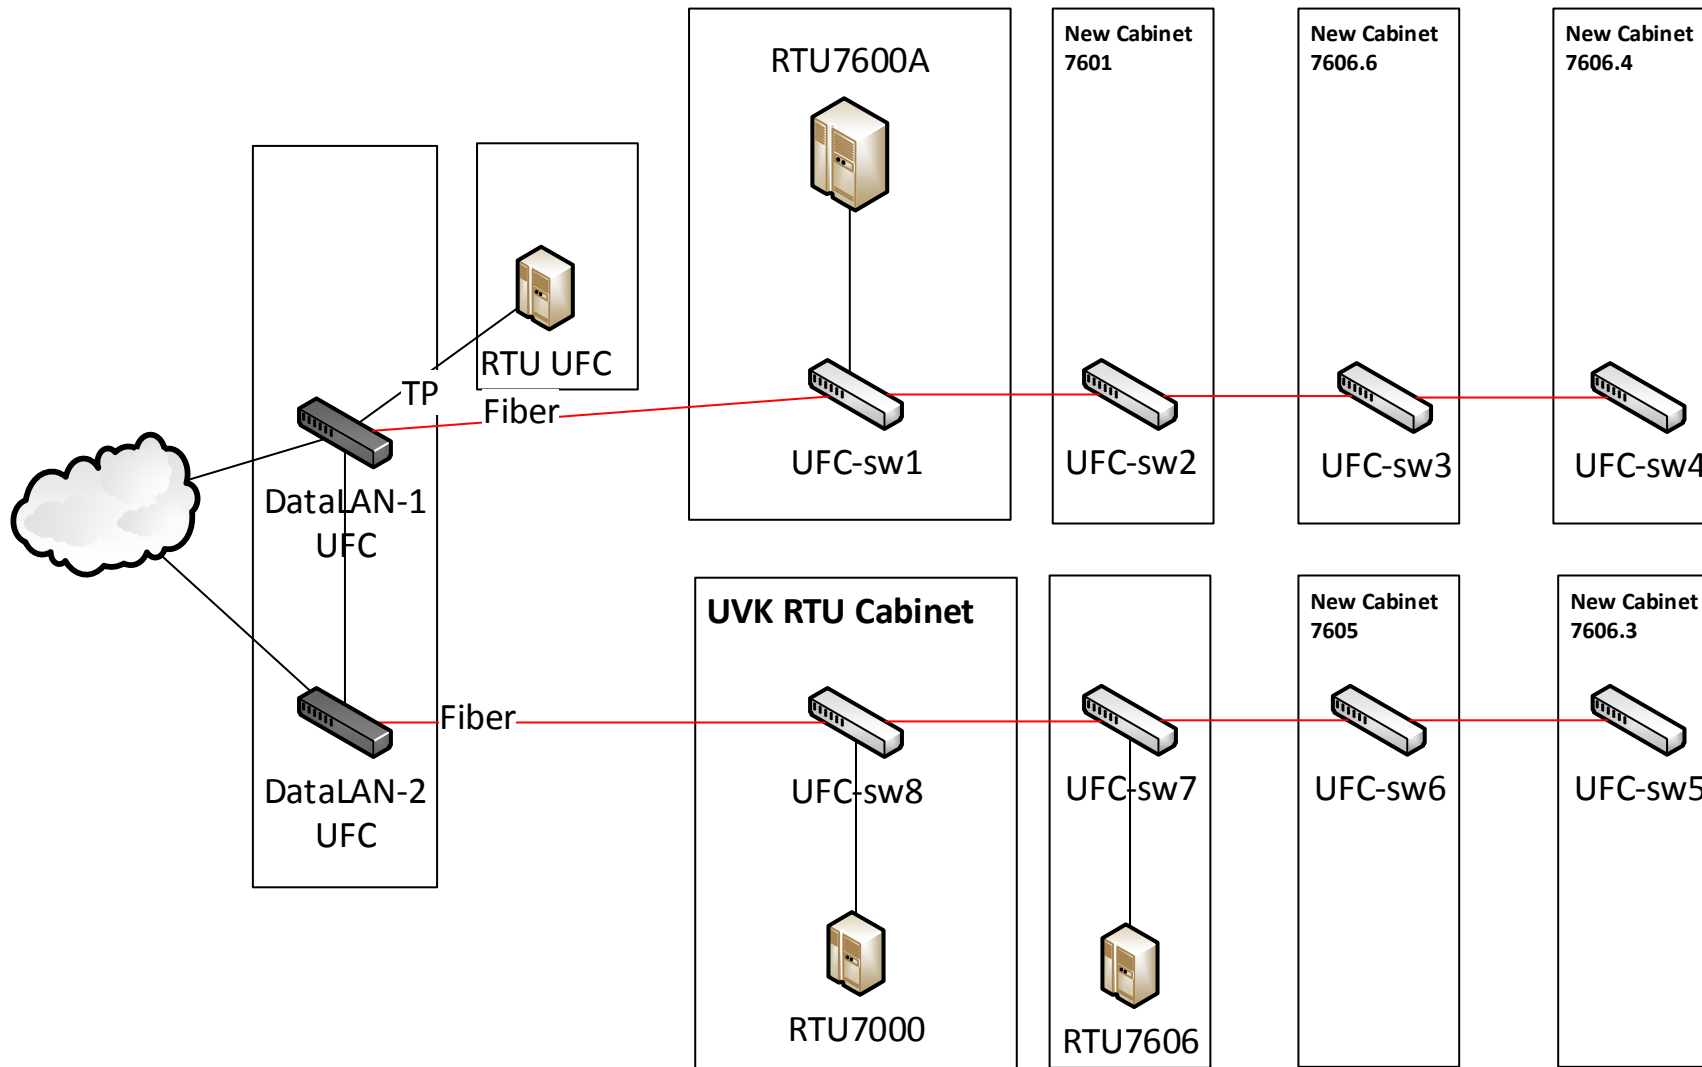 RTU7600A
New Cabinet
7601
New Cabinet
7606.6
New Cabinet
7606.4
RTU UFC
TP
Fiber
DataLAN-1
UFC
UFC-sw1
UFC-sw2
UFC-sw3
UFC-sw4
UVK RTU Cabinet
New Cabinet
7605
New Cabinet
7606.3
Fiber
DataLAN-2
UFC
UFC-sw8
UFC-sw7
UFC-sw6
UFC-sw5
RTU7000
RTU7606